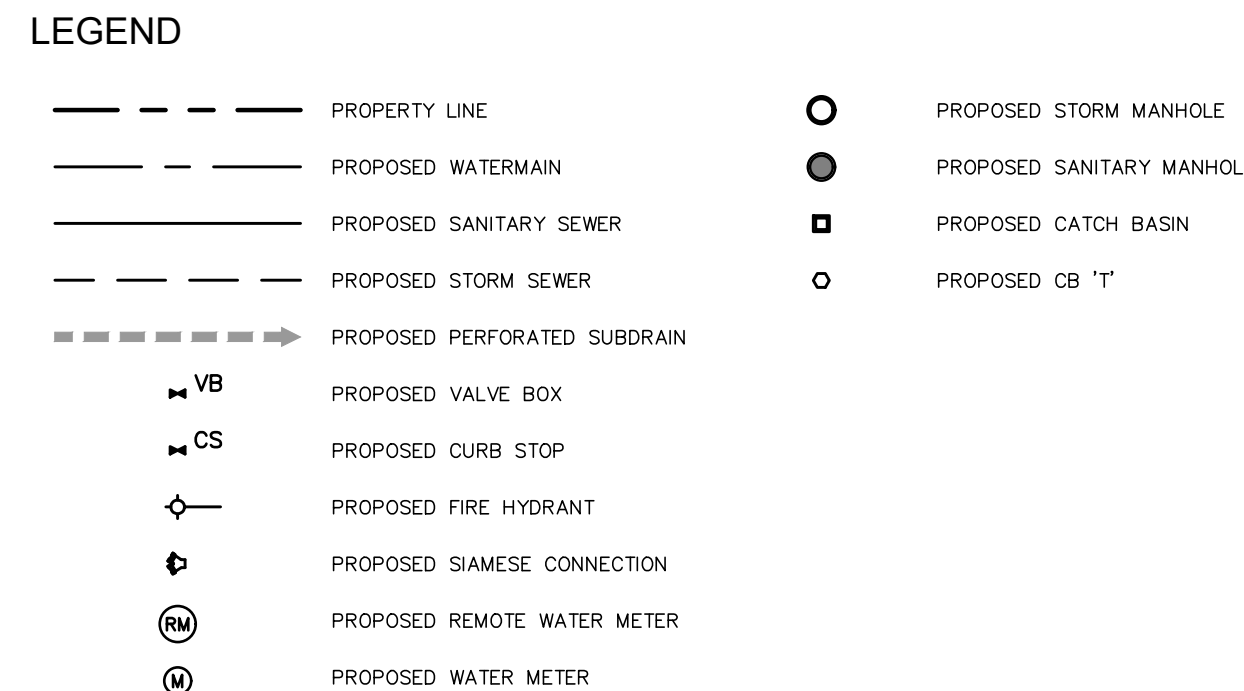 LEGEND
PROPERTY LINE
PROPOSED WATERMAIN
PROPOSED SANITARY SEWER
PROPOSED STORM SEWER
PROPOSED PERFORATED SUBDRAIN
VB PROPOSED VALVE BOX
CS PROPOSED CURB STOP
PROPOSED FIRE HYDRANT
PROPOSED SIAMESE CONNECTION
RM PROPOSED REMOTE WATER METER
M PROPOSED WATER METER
PROPOSED STORM MANHOLE
PROPOSED SANITARY MANHOL
PROPOSED CATCH BASIN
PROPOSED CB 'T'